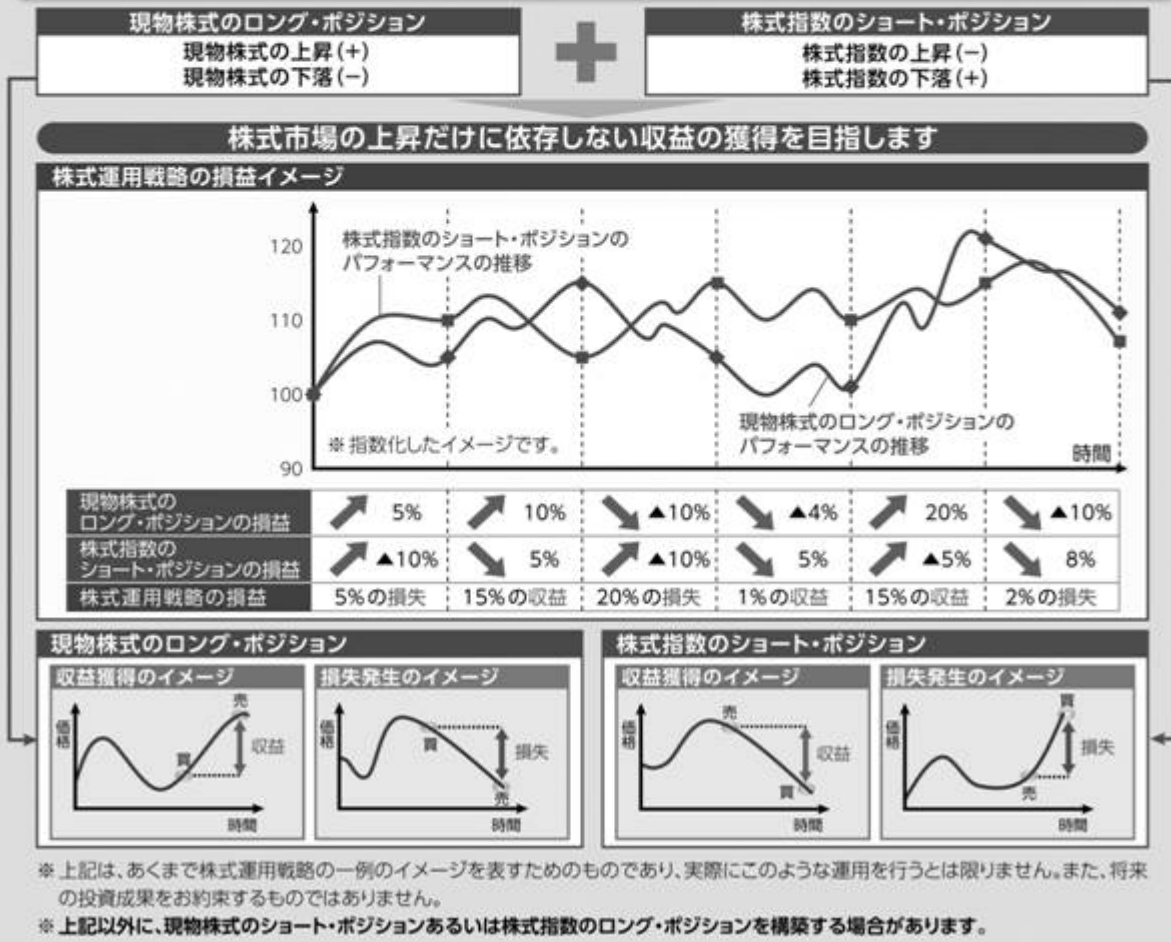 現物株式のロング・ポジション
現物株式の上昇(+)
現物株式の下落(−)
株式指数のショート・ポジション
株式指数の上昇(−)
株式指数の下落(+)
株式市場の上昇だけに依存しない収益の獲得を目指します
株式運用戦略の損益イメージ
120
110
100
90
株式指数のショート・ポジションの
パフォーマンスの推移
現物株式のロング・ポジションの
パフォーマンスの推移
※指数化したイメージです。
時間
現物株式の
ロング・ポジションの損益
5% 10% ▲10% ▲4% 20% ▲10%
株式指数の
ショート・ポジションの損益
▲10% 5% ▲10% 5% ▲5% 8%
株式運用戦略の損益 5%の損失 15%の収益 20%の損失 1%の収益 15%の収益 2%の損失
現物株式のロング・ポジション
収益獲得のイメージ
価格
買
売
収益
時間
損失発生のイメージ
価格
買
売
損失
時間
株式指数のショート・ポジション
収益獲得のイメージ
価格
売
買
収益
時間
損失発生のイメージ
価格
売
買
損失
時間
※上記は、あくまで株式運用戦略の一例のイメージを表すためのものであり、実際にこのような運用を行うとは限りません。また、将来
の投資成果をお約束するものではありません。
※上記以外に、現物株式のショート・ポジションあるいは株式指数のロング・ポジションを構築する場合があります。